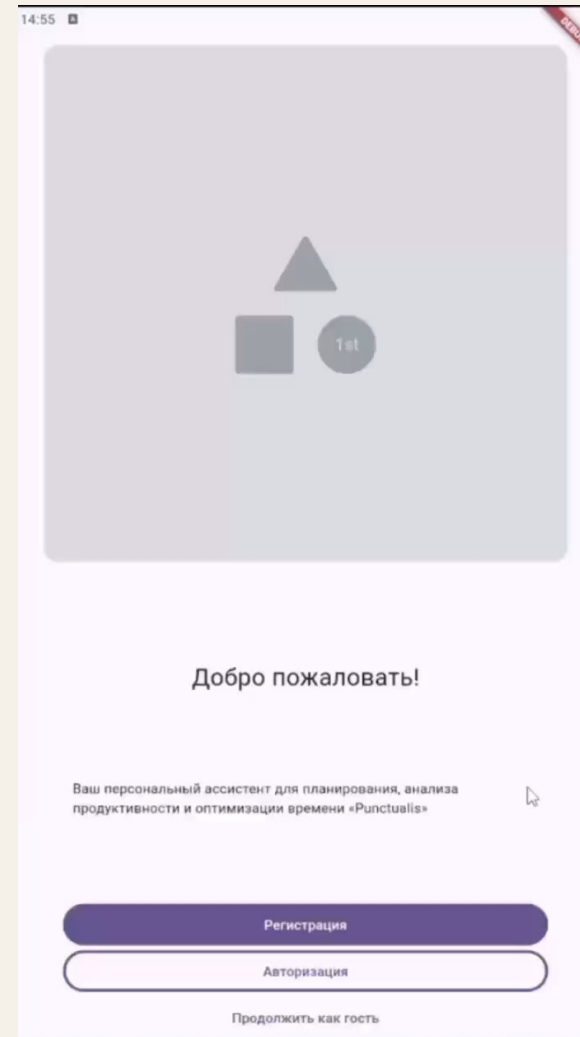 14:55
1st
Добро пожаловать!
Ваш персональный ассистент для планирования, анализа
продуктивности и оптимизации времени «Punctualis»
Регистрация
Авторизация
Продолжить как гость